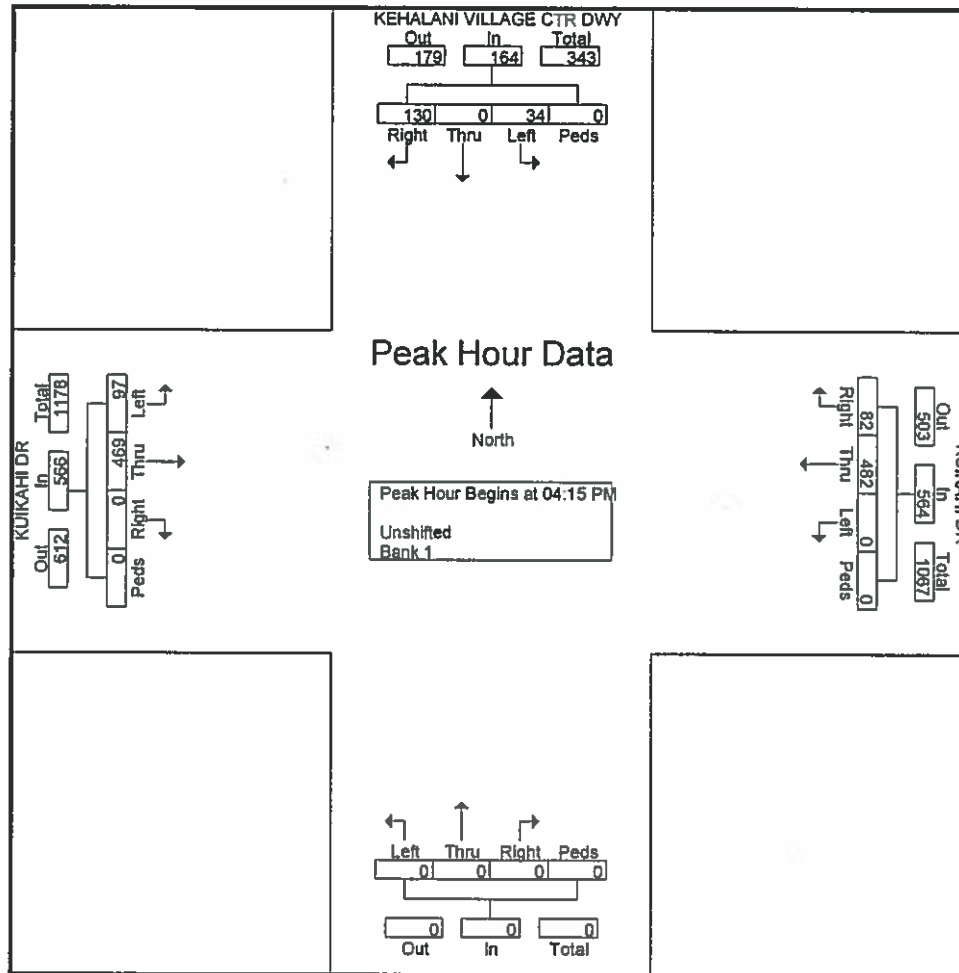 KEHALANI VILLAGE CTR DWY
Out In Total
179 164 343
130 0 34 0
Right Thru Left Peds
Peak Hour Data
North
Peak Hour Begins at 04:15 PM
Unshifted
Bank 1
KUIKAHI DR
Out In Total
612 566 1178
97 469 0 0
Left Thru Right Peds
Out In Total
503 564 1067
82 482 0 0
Right Thru Left Peds
Left Thru Right Peds
0 0 0 0
0 0 0
Out In Total